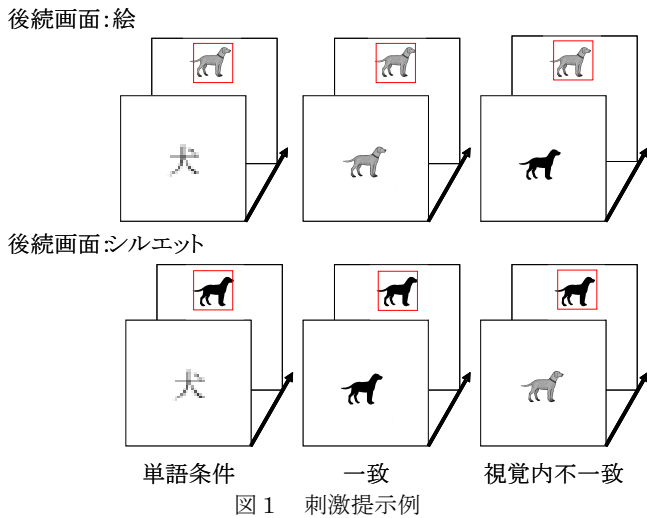 後続画面:絵
犬
後続画面:シルエット
犬
単語条件
一致
視覚内不一致
図1 刺激提示例